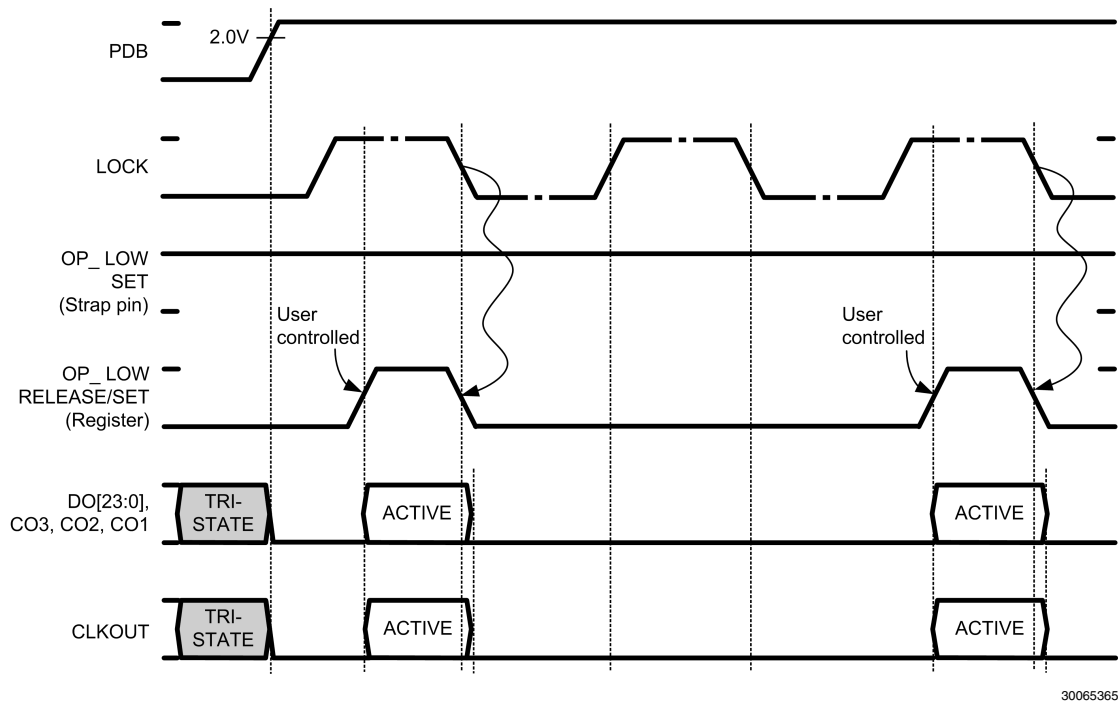 PDB
2.0V
LOCK
OP_ LOW
SET
(Strap pin)
User
controlled
User
controlled
OP_ LOW
RELEASE/SET
(Register)
DO[23:0],
CO3, CO2, CO1
TRI-
STATE
ACTIVE
ACTIVE
CLKOUT
TRI-
STATE
ACTIVE
ACTIVE
30065365